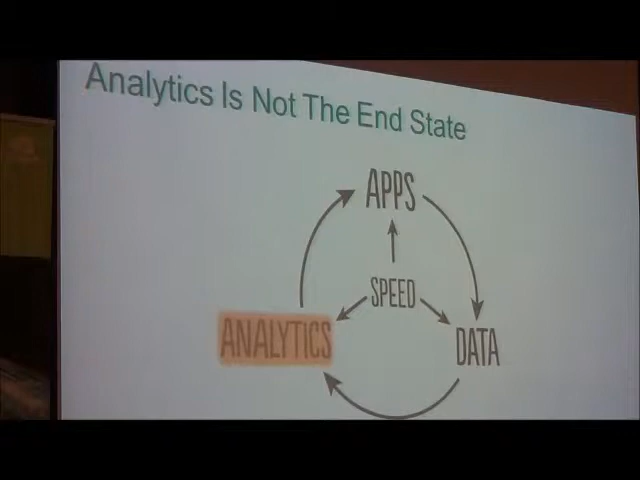 Analytics Is Not The End State
APPS
SPEED
ANALYTICS
DATA